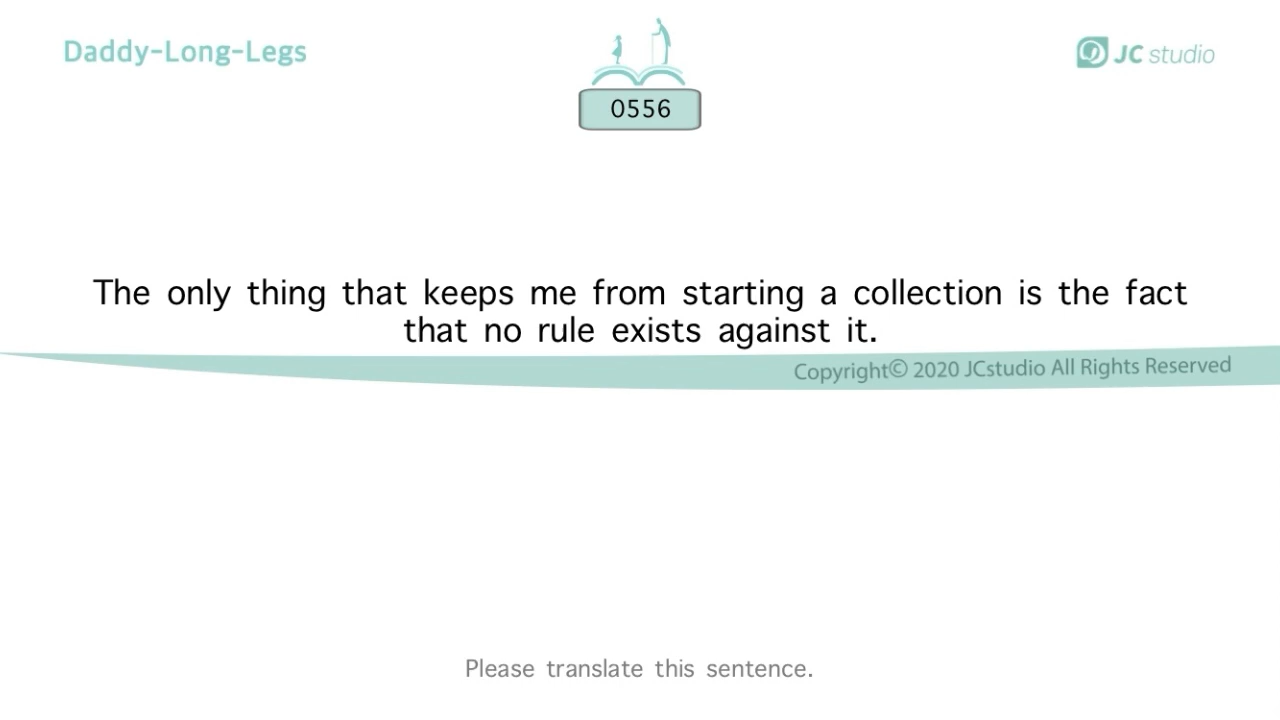 Daddy-Long-Legs
JC studio
0556
The only thing that keeps me from starting a collection is the fact
that no rule exists against it.
Copyright© 2020 JCstudio All Rights Reserved
Please translate this sentence.